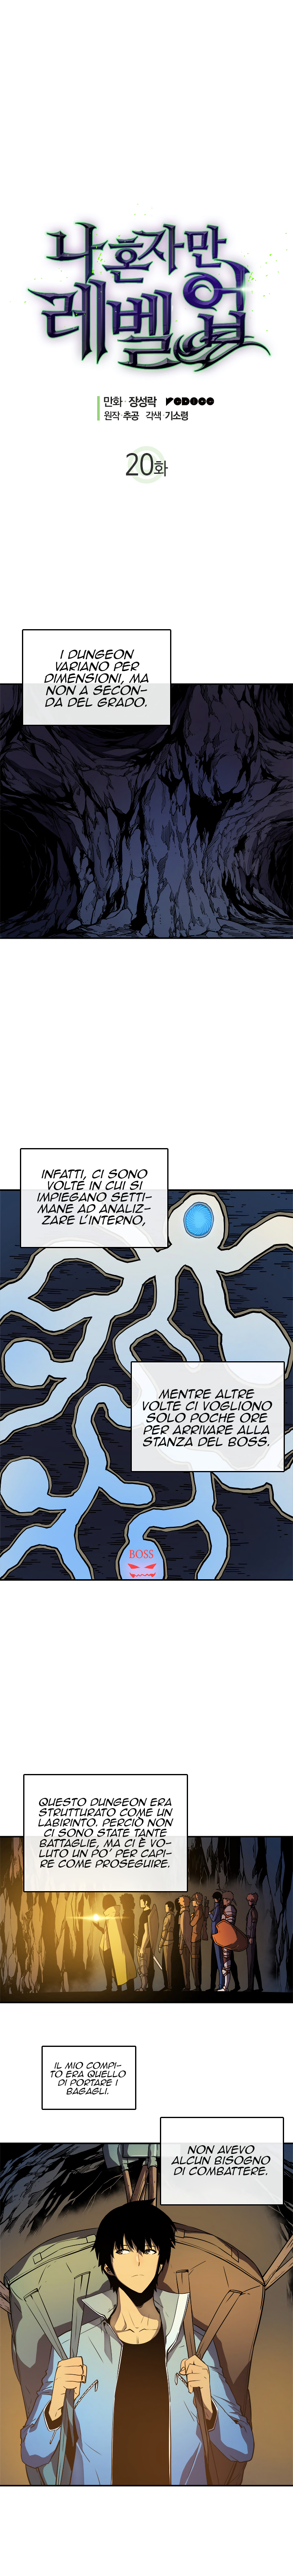 나 혼자만
레벨업
만화·장성락 REDICE
원작·추공 각색·기소령
20화
I DUNGEON
VARIANO PER
DIMENSIONI, MA
NON A SECON-
DA DEL GRADO.
INFATTI, CI SONO
VOLTE IN CUI SI
IMPIEGANO SETTI-
MANE AD ANALIZ-
ZARE L'INTERNO,
MENTRE ALTRE
VOLTE CI VOGLIONO
SOLO POCHE ORE
PER ARRIVARE ALLA
STANZA DEL BOSS.
BOSS
QUESTO DUNGEON ERA
STRUTTURATO COME UN
LABIRINTO. PERCIÒ NON
CI SONO STATE TANTE
BATTAGLIE, MA CI È VO-
LUTO UN PO' PER CAPI-
RE COME PROSEGUIRE.
IL MIO COMPI-
TO ERA QUELLO
DI PORTARE I
BAGAGLI.
NON AVEVO
ALCUN BISOGNO
DI COMBATTERE.